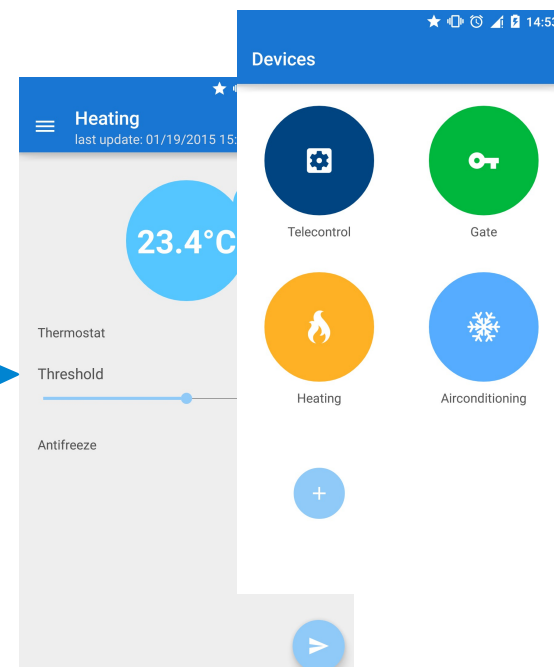 14:53
Devices
Telecontrol
Gate
Heating
Airconditioning
Heating
last update: 01/19/2015 15:
23.4°C
Thermostat
Threshold
Antifreeze